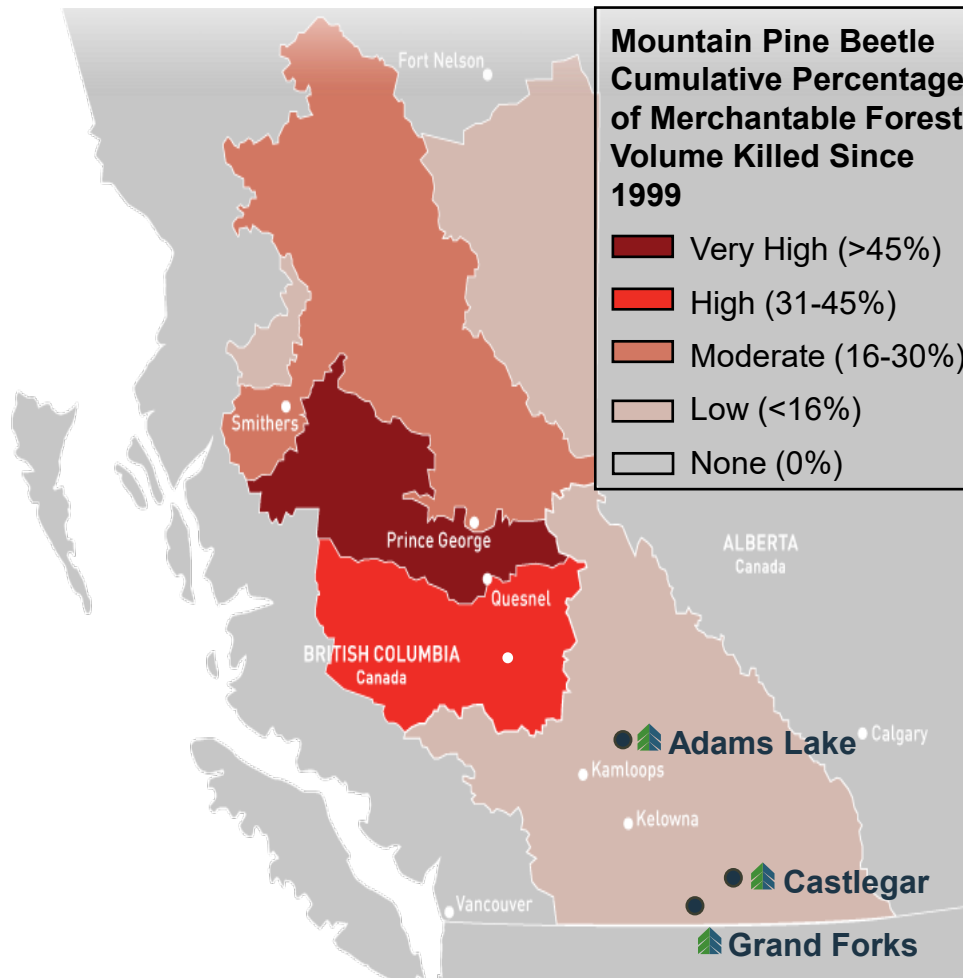 Mountain Pine Beetle
Cumulative Percentage
of Merchantable Forest
Volume Killed Since
1999
Very High (>45%)
High (31-45%)
Moderate (16-30%)
Low (<16%)
None (0%)
Fort Nelson
Smithers
Prince George
Quesnel
ALBERTA
Canada
BRITISH COLUMBIA
Canada
Adams Lake
Calgary
Kamloops
Kelowna
Castlegar
Vancouver
Grand Forks